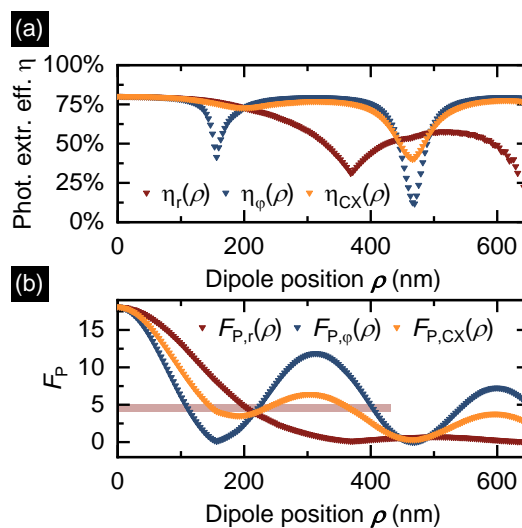 (a)
100%
75%
50%
25%
0%
Phot. extr. eff. η
ηr(ρ) ηφ(ρ) ηCX(ρ)
0 200 400 600
Dipole position ρ (nm)
(b)
15
10
5
0
FP
FP,r(ρ) FP,φ(ρ) FP,CX(ρ)
0 200 400 600
Dipole position ρ (nm)